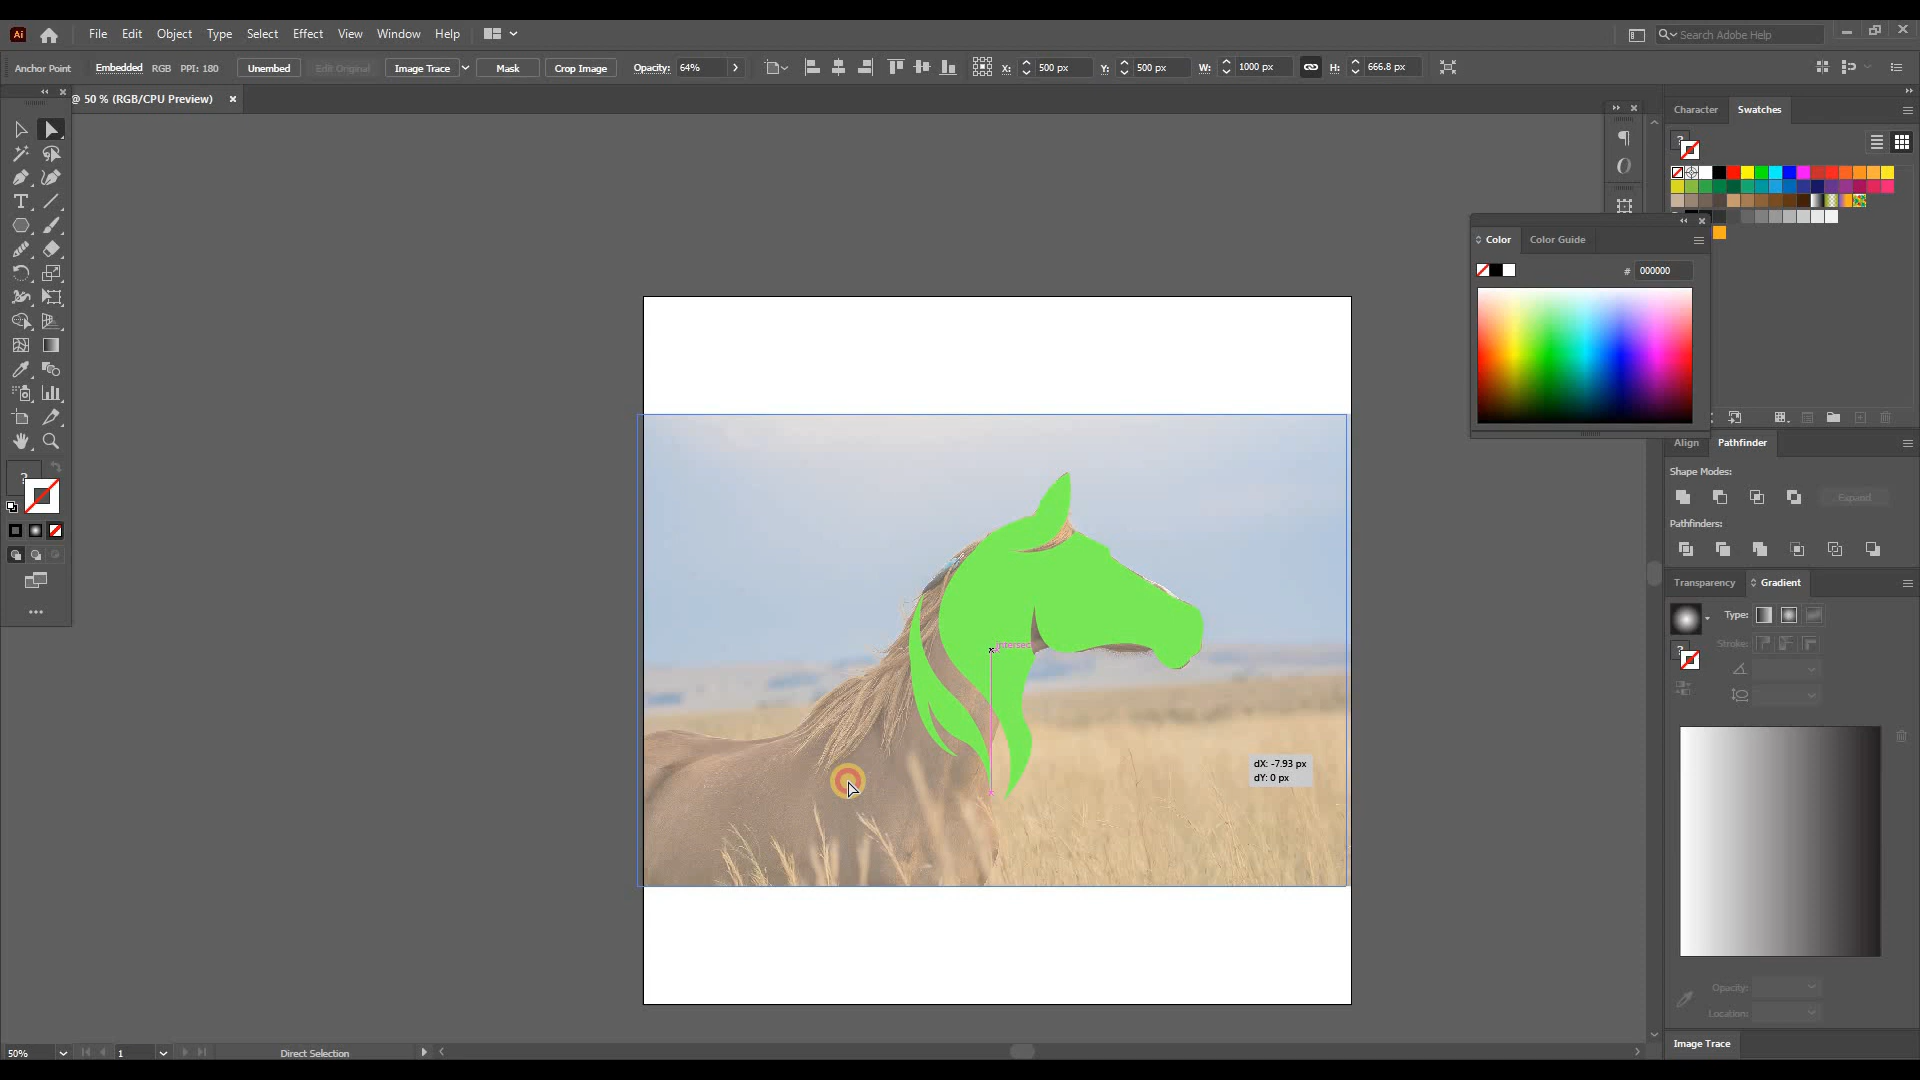 Ai File Edit Object Type Select Effect View Window Help Search Adobe Help
Anchor Point Embedded RGB PPI: 180 Unembed Edit Original Image Trace Mask Crop Image Opacity: 64% X: 500 px Y: 500 px W: 1000 px H: 666.8 px
@ 50 % (RGB/CPU Preview)
Character Swatches
Color Color Guide
# 000000
Align Pathfinder
Shape Modes:
Expand
Pathfinders:
Transparency Gradient
Type:
Stroke:
intersect
dX: -7.93 px
dY: 0 px
Opacity:
Location:
50% 1 Direct Selection
Image Trace